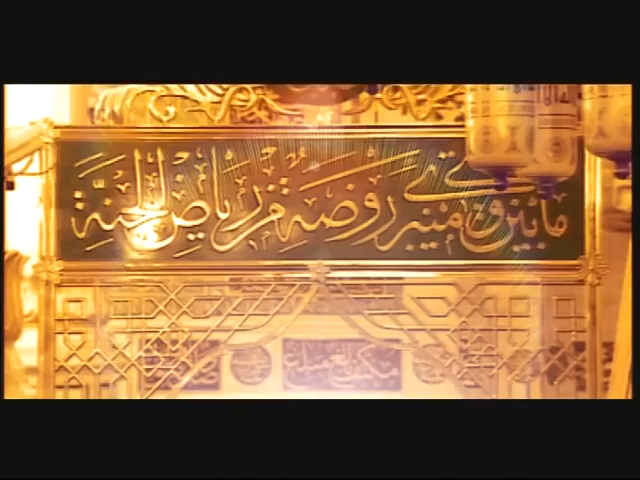 ما بين بيتي ومنبري روضة من رياض الجنة